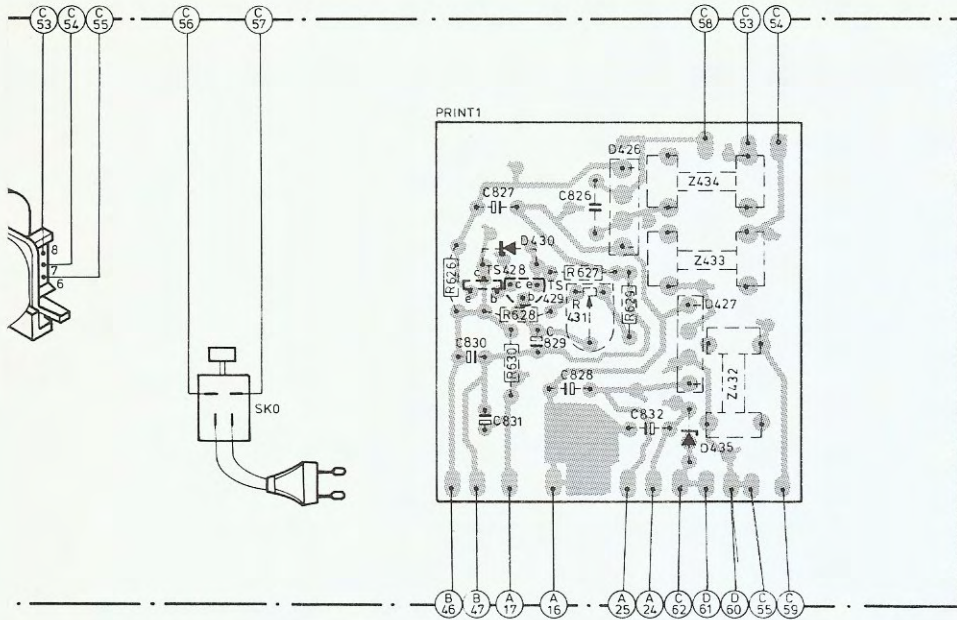 C 53
C 54
C 55
C 56
C 57
C 58
C 53
C 54
PRINT1
D426
C827
C826
Z434
8
7
6
D430
R626
c
TS428
e b
c e
b
TS 429
R627
Z433
R 431
R629
D427
R628
C 829
C830
R630
C828
Z432
SK0
C831
C832
D435
B 46
B 47
A 17
A 16
A 25
A 24
C 62
D 61
D 60
C 55
C 59